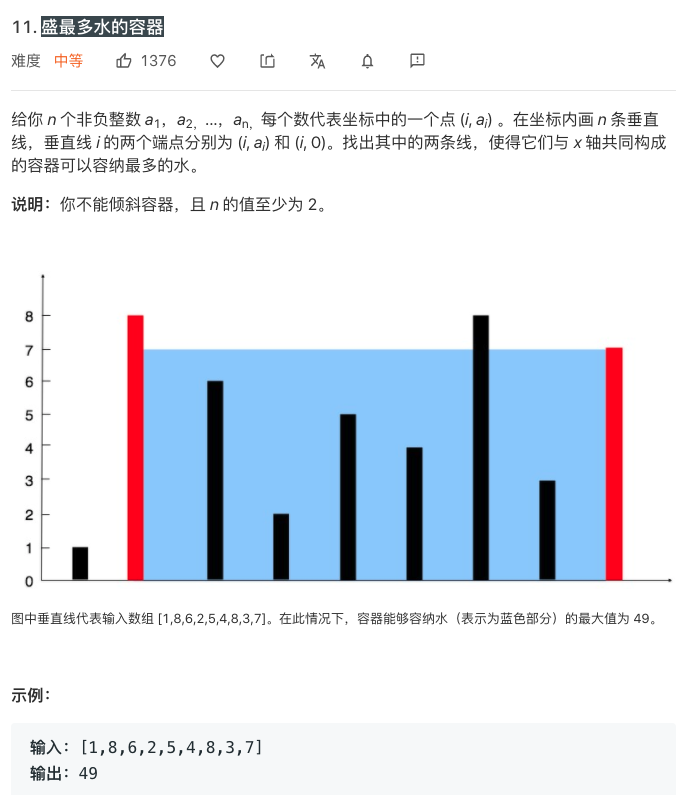 11. 盛最多水的容器
难度 中等 1376
给你 n 个非负整数 a1，a2，...，an，每个数代表坐标中的一个点 (i, ai) 。在坐标内画 n 条垂直
线，垂直线 i 的两个端点分别为 (i, ai) 和 (i, 0)。找出其中的两条线，使得它们与 x 轴共同构成
的容器可以容纳最多的水。
说明：你不能倾斜容器，且 n 的值至少为 2。
8
7
6
5
4
3
2
1
0
图中垂直线代表输入数组 [1,8,6,2,5,4,8,3,7]。在此情况下，容器能够容纳水（表示为蓝色部分）的最大值为 49。
示例：
输入：[1,8,6,2,5,4,8,3,7]
输出：49